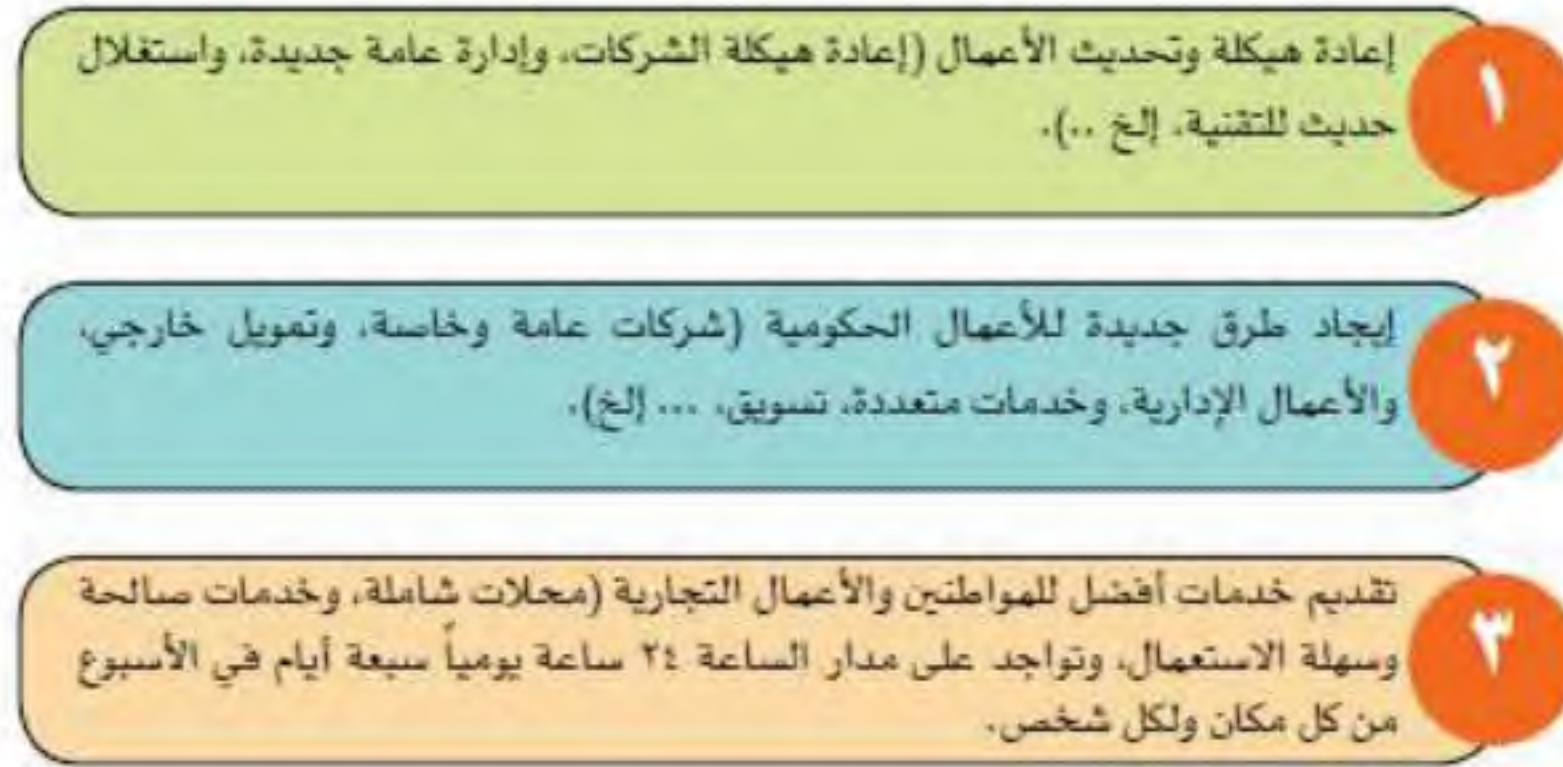 ١
إعادة هيكلة وتحديث الأعمال (إعادة هيكلة الشركات، وإدارة عامة جديدة، واستغلال
حديث للتقنية، إلخ ..).
٢
إيجاد طرق جديدة للأعمال الحكومية (شركات عامة وخاصة، وتمويل خارجي،
والأعمال الإدارية، وخدمات متعددة، تسويق، ... إلخ).
٣
تقديم خدمات أفضل للمواطنين والأعمال التجارية (محلات شاملة، وخدمات صالحة
وسهلة الاستعمال، وتواجد على مدار الساعة ٢٤ ساعة يومياً سبعة أيام في الأسبوع
من كل مكان ولكل شخص.